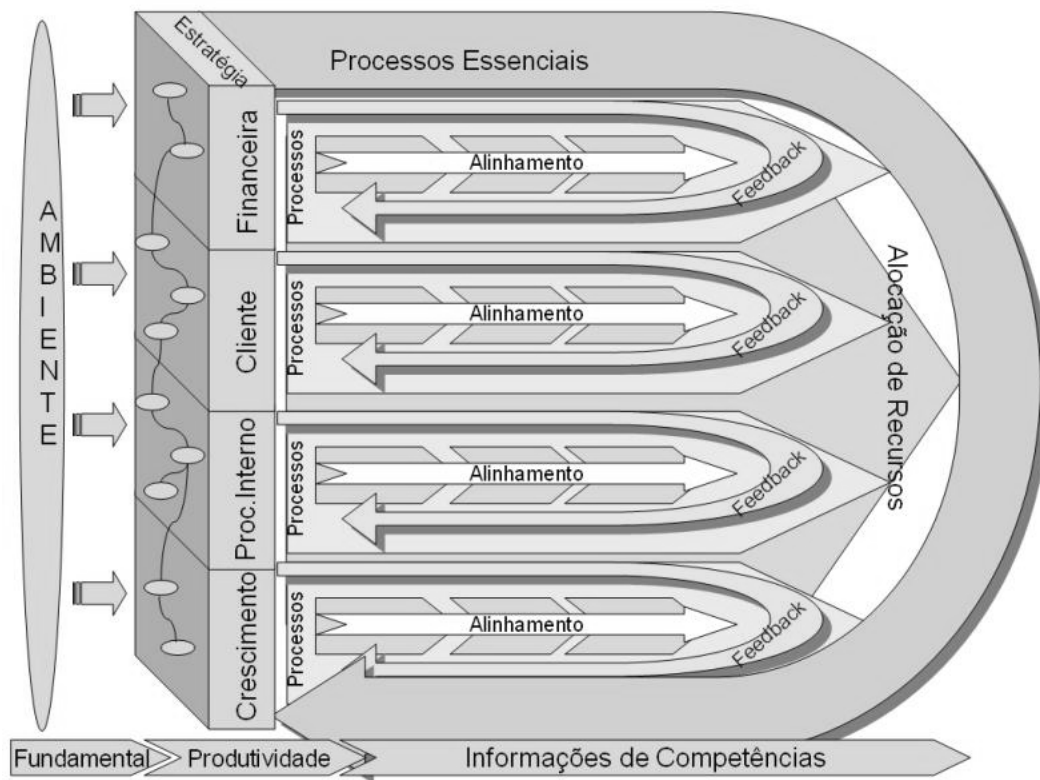 Estratégia
Processos Essenciais
AMBIENTE
Financeira
Processos
Alinhamento
Feedback
Cliente
Processos
Alinhamento
Feedback
Alocação de Recursos
Proc.Interno
Processos
Alinhamento
Feedback
Crescimento
Processos
Alinhamento
Feedback
Fundamental
Produtividade
Informações de Competências